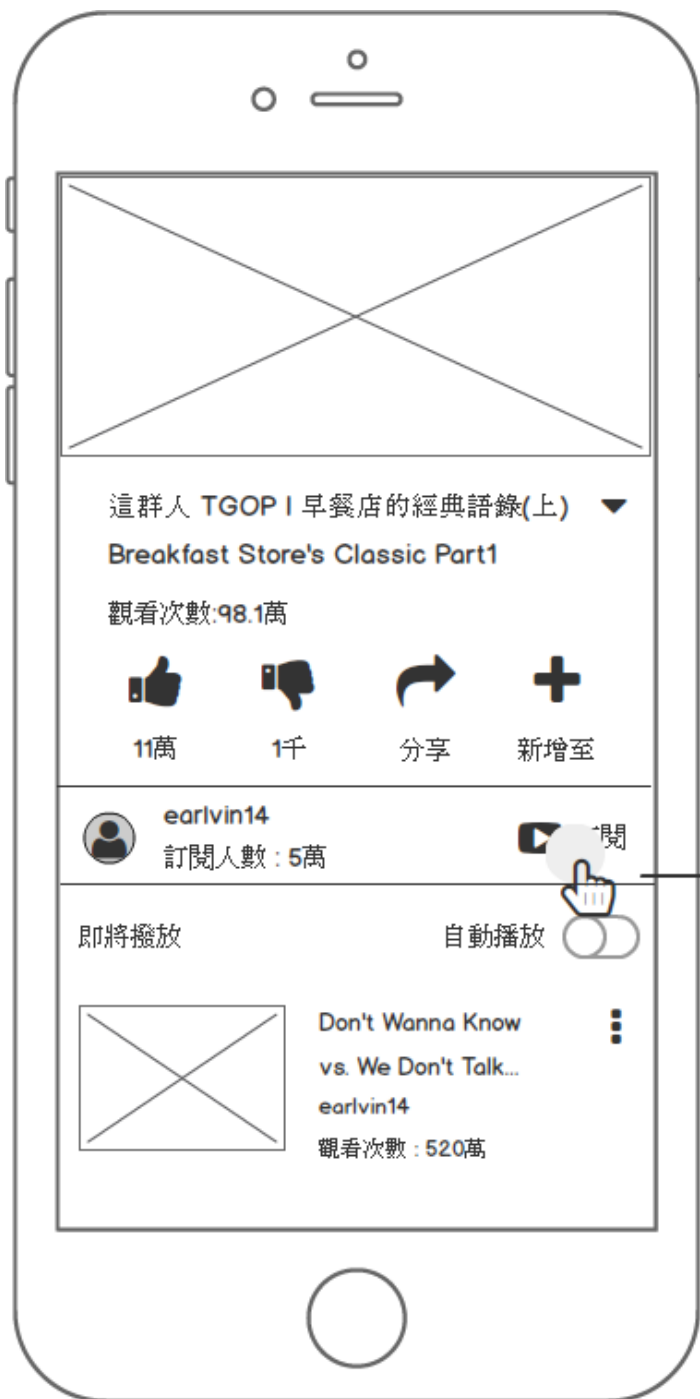 這群人 TGOP I 早餐店的經典語錄(上)
Breakfast Store's Classic Part1
觀看次數:98.1萬
11萬 1千 分享 新增至
earlvin14
訂閱人數 : 5萬
閱
即將撥放 自動播放
Don't Wanna Know
vs. We Don't Talk...
earlvin14
觀看次數 : 520萬